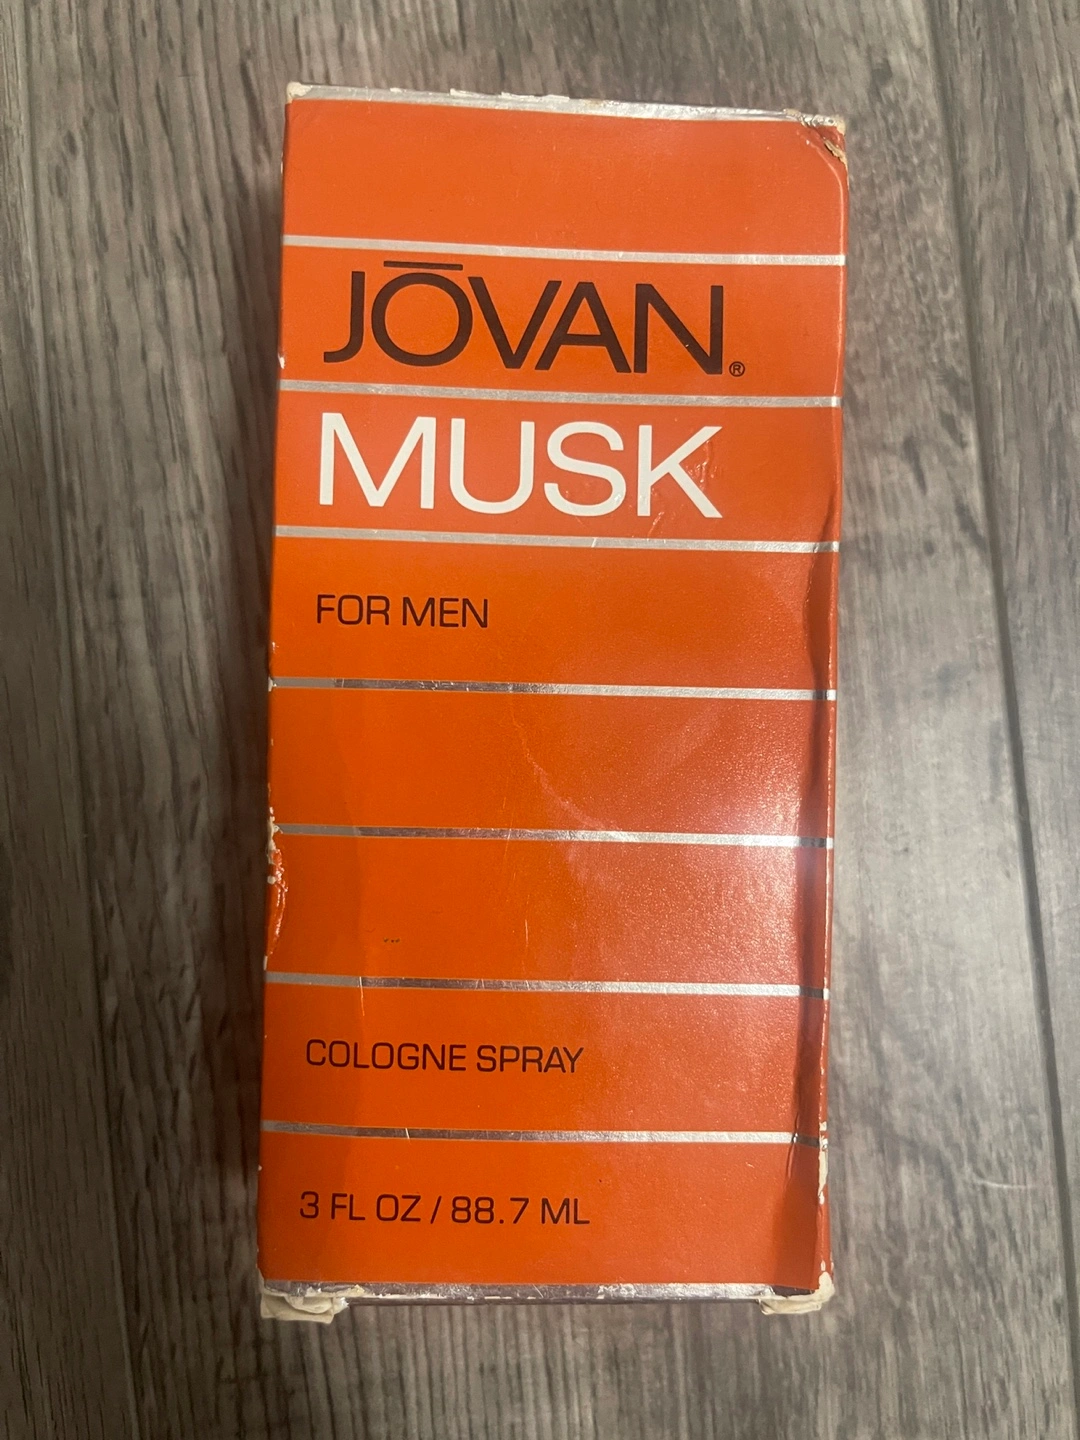 JŌVAN®
MUSK
FOR MEN
COLOGNE SPRAY
3 FL OZ / 88.7 ML